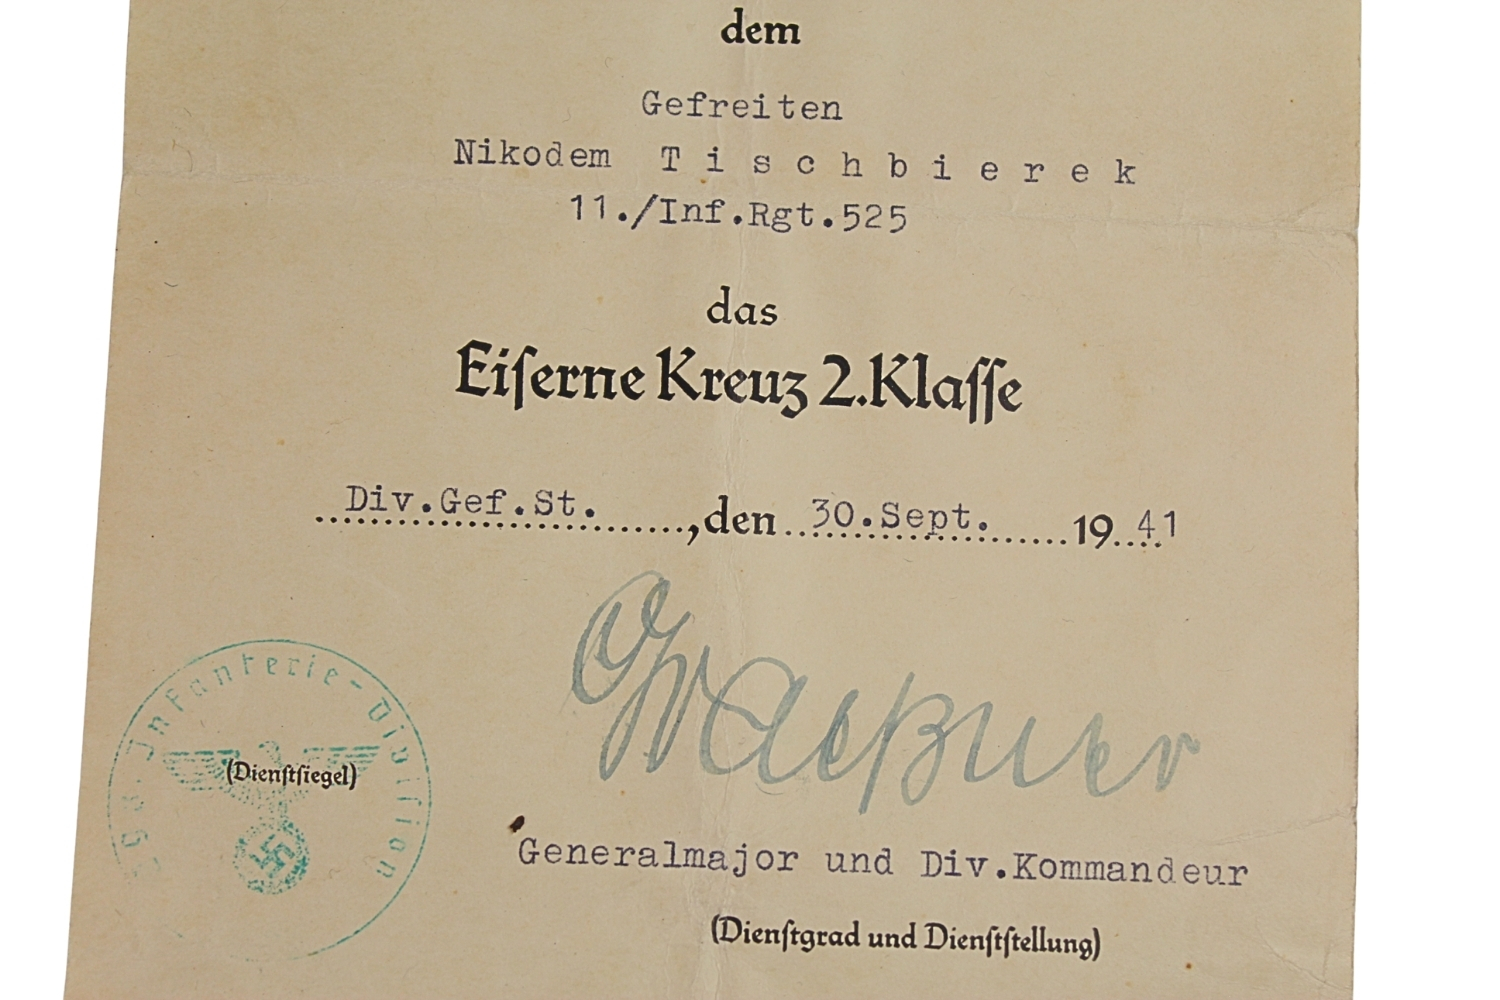 dem
Gefreiten
Nikodem T i s c h b i e r e k
11./Inf.Rgt.525
das
Eiſerne Kreuz 2.Klaſſe
Div.Gef.St. , den 30.Sept. 1941
Graeßner
Generalmajor und Div.Kommandeur
(Dienſtgrad und Dienſtſtellung)
Infanterie-Diviſion
(Dienſtſiegel)